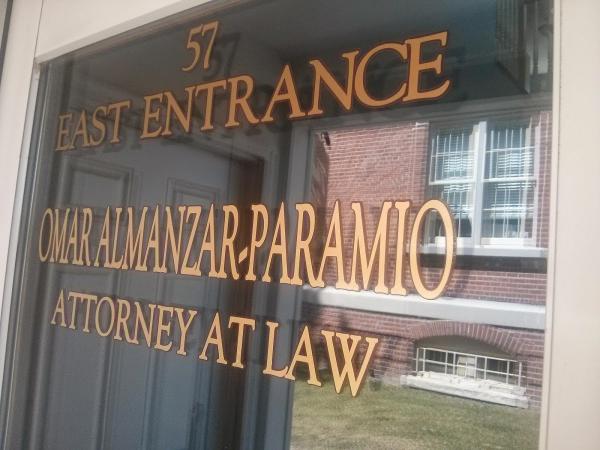 57
EAST ENTRANCE
OMAR ALMANZAR-PARAMIO
ATTORNEY AT LAW